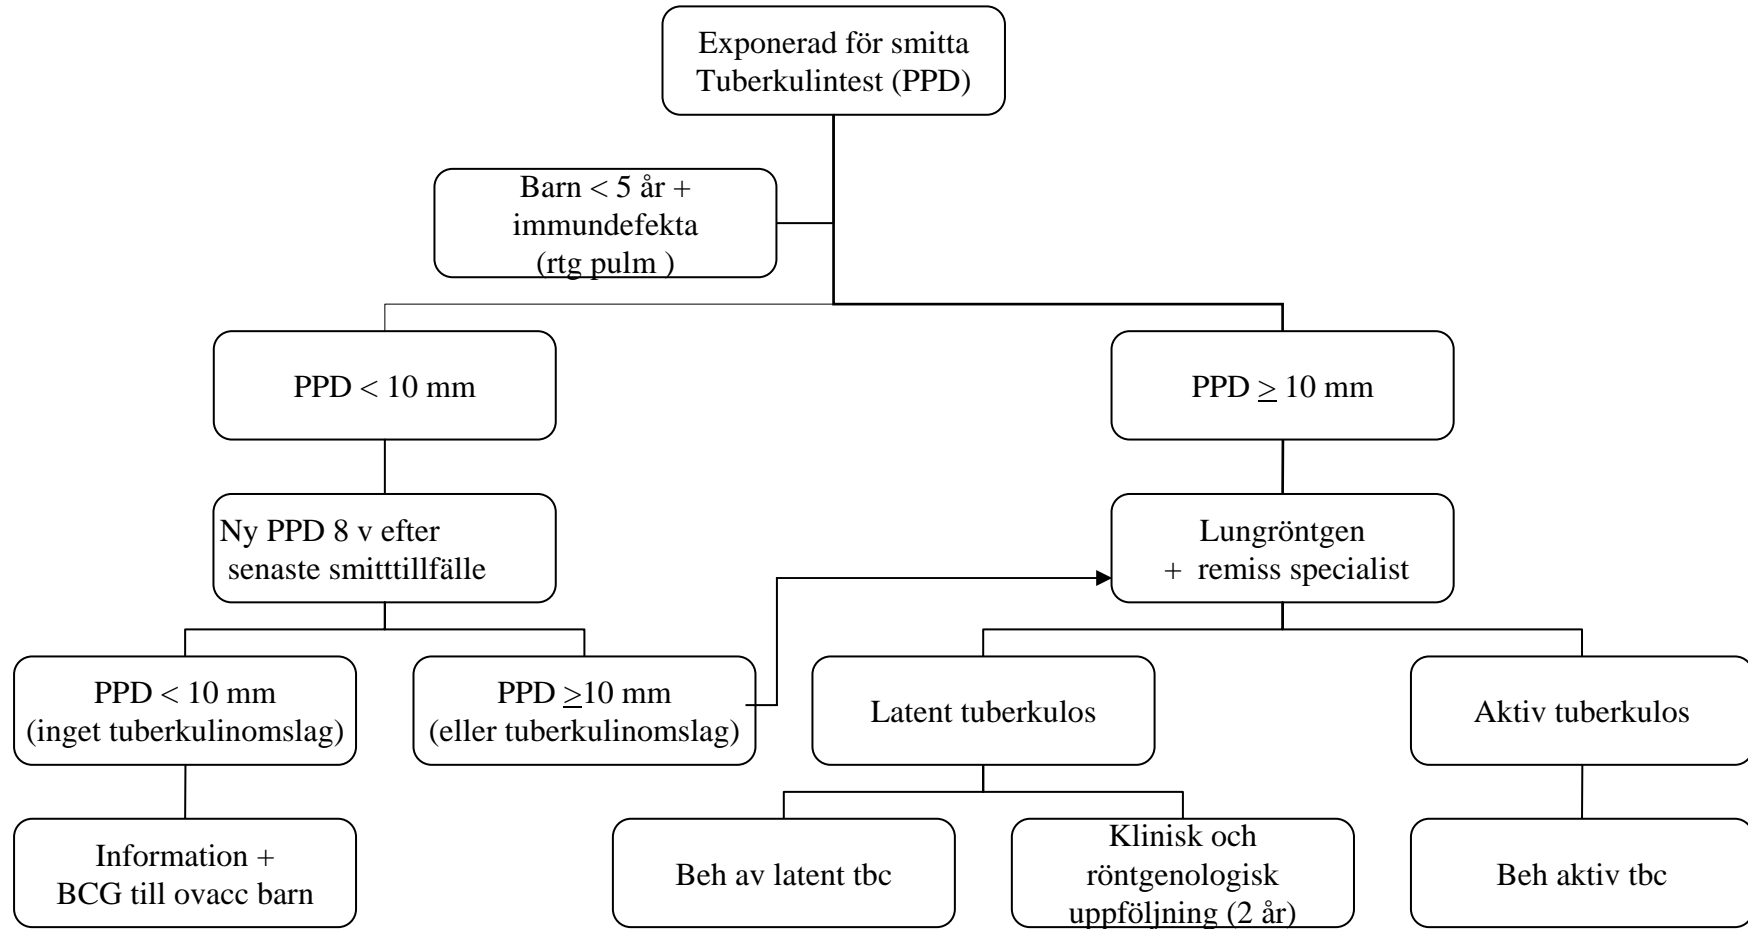 Exponerad för smitta
Tuberkulintest (PPD)
Barn < 5 år +
immundefekta
(rtg pulm )
PPD < 10 mm
PPD ≥ 10 mm
Ny PPD 8 v efter
senaste smitttillfälle
Lungröntgen
+ remiss specialist
PPD < 10 mm
(inget tuberkulinomslag)
PPD ≥10 mm
(eller tuberkulinomslag)
Latent tuberkulos
Aktiv tuberkulos
Information +
BCG till ovacc barn
Beh av latent tbc
Klinisk och
röntgenologisk
uppföljning (2 år)
Beh aktiv tbc